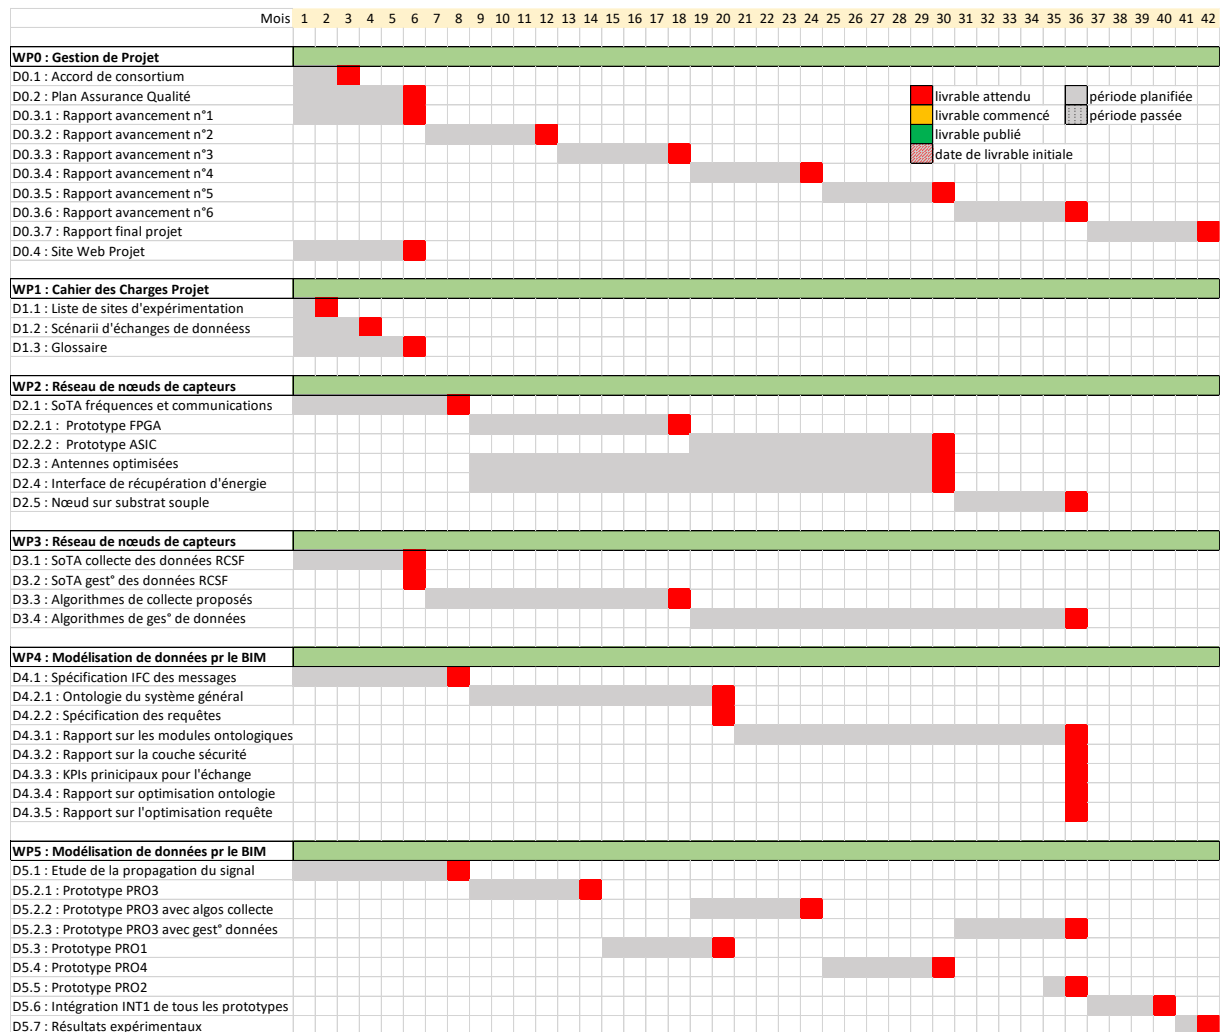 Mois 1 2 3 4 5 6 7 8 9 10 11 12 13 14 15 16 17 18 19 20 21 22 23 24 25 26 27 28 29 30 31 32 33 34 35 36 37 38 39 40 41 42
WP0 : Gestion de Projet
D0.1 : Accord de consortium
D0.2 : Plan Assurance Qualité
livrable attendu période planifiée
D0.3.1 : Rapport avancement n°1
livrable commencé période passée
D0.3.2 : Rapport avancement n°2
livrable publié
D0.3.3 : Rapport avancement n°3
date de livrable initiale
D0.3.4 : Rapport avancement n°4
D0.3.5 : Rapport avancement n°5
D0.3.6 : Rapport avancement n°6
D0.3.7 : Rapport final projet
D0.4 : Site Web Projet
WP1 : Cahier des Charges Projet
D1.1 : Liste de sites d'expérimentation
D1.2 : Scénarii d'échanges de donnéess
D1.3 : Glossaire
WP2 : Réseau de nœuds de capteurs
D2.1 : SoTA fréquences et communications
D2.2.1 : Prototype FPGA
D2.2.2 : Prototype ASIC
D2.3 : Antennes optimisées
D2.4 : Interface de récupération d'énergie
D2.5 : Nœud sur substrat souple
WP3 : Réseau de nœuds de capteurs
D3.1 : SoTA collecte des données RCSF
D3.2 : SoTA gest° des données RCSF
D3.3 : Algorithmes de collecte proposés
D3.4 : Algorithmes de ges° de données
WP4 : Modélisation de données pr le BIM
D4.1 : Spécification IFC des messages
D4.2.1 : Ontologie du système général
D4.2.2 : Spécification des requêtes
D4.3.1 : Rapport sur les modules ontologiques
D4.3.2 : Rapport sur la couche sécurité
D4.3.3 : KPIs prinicipaux pour l'échange
D4.3.4 : Rapport sur optimisation ontologie
D4.3.5 : Rapport sur l'optimisation requête
WP5 : Modélisation de données pr le BIM
D5.1 : Etude de la propagation du signal
D5.2.1 : Prototype PRO3
D5.2.2 : Prototype PRO3 avec algos collecte
D5.2.3 : Prototype PRO3 avec gest° données
D5.3 : Prototype PRO1
D5.4 : Prototype PRO4
D5.5 : Prototype PRO2
D5.6 : Intégration INT1 de tous les prototypes
D5.7 : Résultats expérimentaux